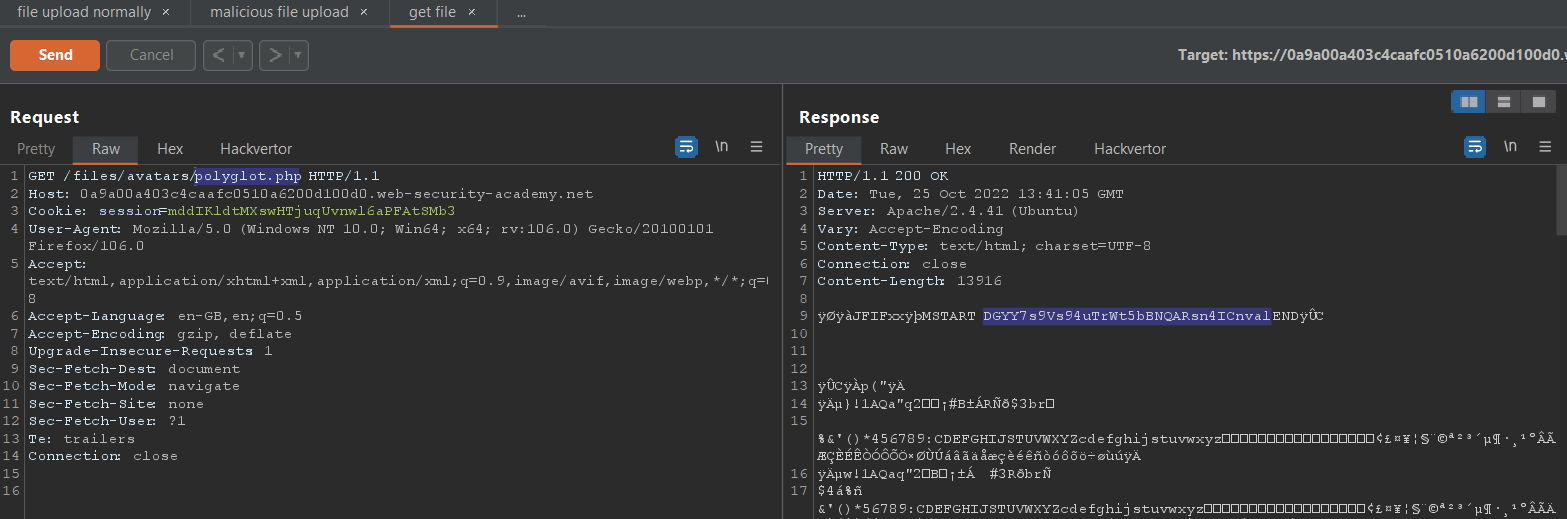 file upload normally × malicious file upload × get file × ...
Send Cancel < > Target: https://0a9a00a403c4caafc0510a6200d100d0.w
Request
Pretty Raw Hex Hackvertor \n
1 GET /files/avatars/polyglot.php HTTP/1.1
2 Host: 0a9a00a403c4caafc0510a6200d100d0.web-security-academy.net
3 Cookie: session=mddIKldtMXswHTjuqUvnwl6aPFAtSMb3
4 User-Agent: Mozilla/5.0 (Windows NT 10.0; Win64; x64; rv:106.0) Gecko/20100101
Firefox/106.0
5 Accept:
text/html,application/xhtml+xml,application/xml;q=0.9,image/avif,image/webp,*/*;q=
8
6 Accept-Language: en-GB,en;q=0.5
7 Accept-Encoding: gzip, deflate
8 Upgrade-Insecure-Requests: 1
9 Sec-Fetch-Dest: document
10 Sec-Fetch-Mode: navigate
11 Sec-Fetch-Site: none
12 Sec-Fetch-User: ?1
13 Te: trailers
14 Connection: close
15
16
Response
Pretty Raw Hex Render Hackvertor \n
1 HTTP/1.1 200 OK
2 Date: Tue, 25 Oct 2022 13:41:05 GMT
3 Server: Apache/2.4.41 (Ubuntu)
4 Vary: Accept-Encoding
5 Content-Type: text/html; charset=UTF-8
6 Connection: close
7 Content-Length: 13916
8
9 ÿØÿàJFIFxxÿþMSTART DGYY7s9Vs94uTrWt5bBNQARsn4ICnvalENDÿÛC
10
11
12
13 ÿÛCÿÀp("ÿÄ
14 ÿÄµ}!1AQa"q2¡#B±ÁRÑð$3br
15
%&'()*456789:CDEFGHIJSTUVWXYZcdefghijstuvwxyz¢£¤¥¦§¨©ª²³´µ¶·¸¹ºÂÃÄ
ÆÇÈÉÊÒÓÔÕÖ×ØÙÚáâãäåæçèéêñòóôõö÷øùúÿÄ
16 ÿÄµw!1AQaq"2B¡±Á #3RðbrÑ
17 $4á%ñ